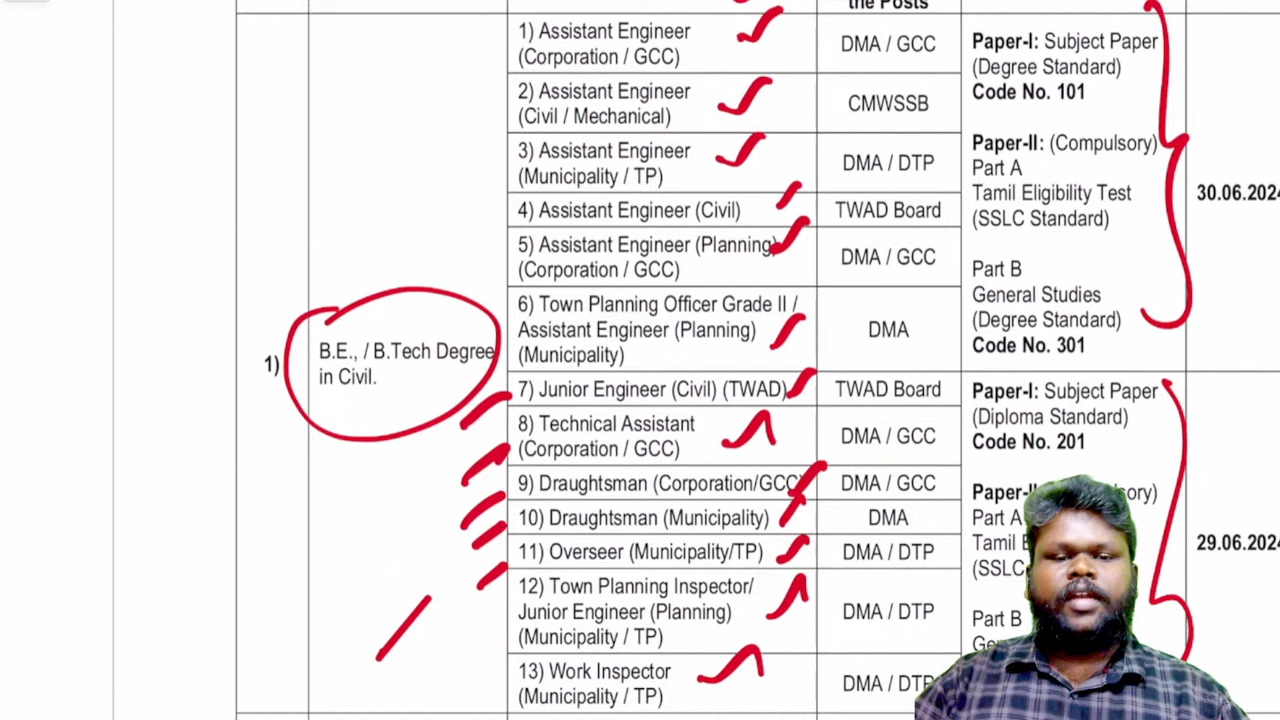 the Posts
1)
B.E., / B.Tech Degree
in Civil.
1) Assistant Engineer
(Corporation / GCC)
DMA / GCC
2) Assistant Engineer
(Civil / Mechanical)
CMWSSB
3) Assistant Engineer
(Municipality / TP)
DMA / DTP
4) Assistant Engineer (Civil)
TWAD Board
5) Assistant Engineer (Planning)
(Corporation / GCC)
DMA / GCC
6) Town Planning Officer Grade II /
Assistant Engineer (Planning)
(Municipality)
DMA
7) Junior Engineer (Civil) (TWAD)
TWAD Board
8) Technical Assistant
(Corporation / GCC)
DMA / GCC
9) Draughtsman (Corporation/GCC)
DMA / GCC
10) Draughtsman (Municipality)
DMA
11) Overseer (Municipality/TP)
DMA / DTP
12) Town Planning Inspector/
Junior Engineer (Planning)
(Municipality / TP)
DMA / DTP
13) Work Inspector
(Municipality / TP)
DMA / DTP
Paper-I: Subject Paper
(Degree Standard)
Code No. 101
Paper-II: (Compulsory)
Part A
Tamil Eligibility Test
(SSLC Standard)
Part B
General Studies
(Degree Standard)
Code No. 301
30.06.2024
Paper-I: Subject Paper
(Diploma Standard)
Code No. 201
Part A
Tamil
(SSLC
Part B
29.06.2024